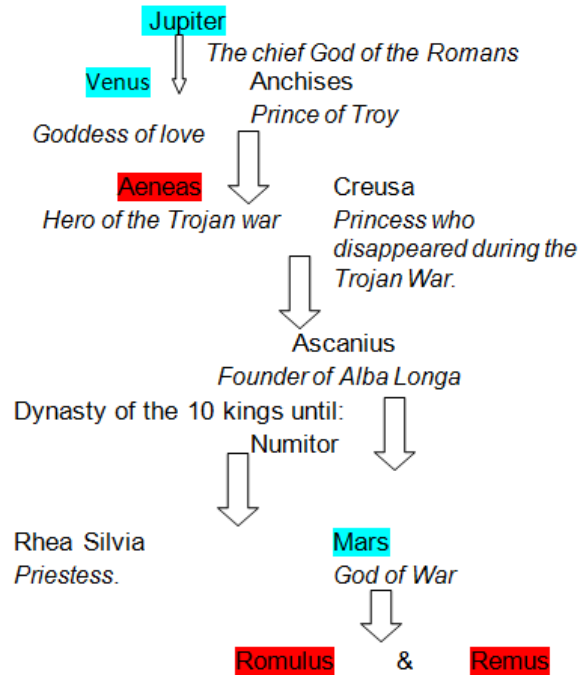 Jupiter
The chief God of the Romans
Venus Anchises
Prince of Troy
Goddess of love
Aeneas Creusa
Hero of the Trojan war Princess who
disappeared during the
Trojan War.
Ascanius
Founder of Alba Longa
Dynasty of the 10 kings until:
Numitor
Rhea Silvia Mars
Priestess. God of War
Romulus & Remus